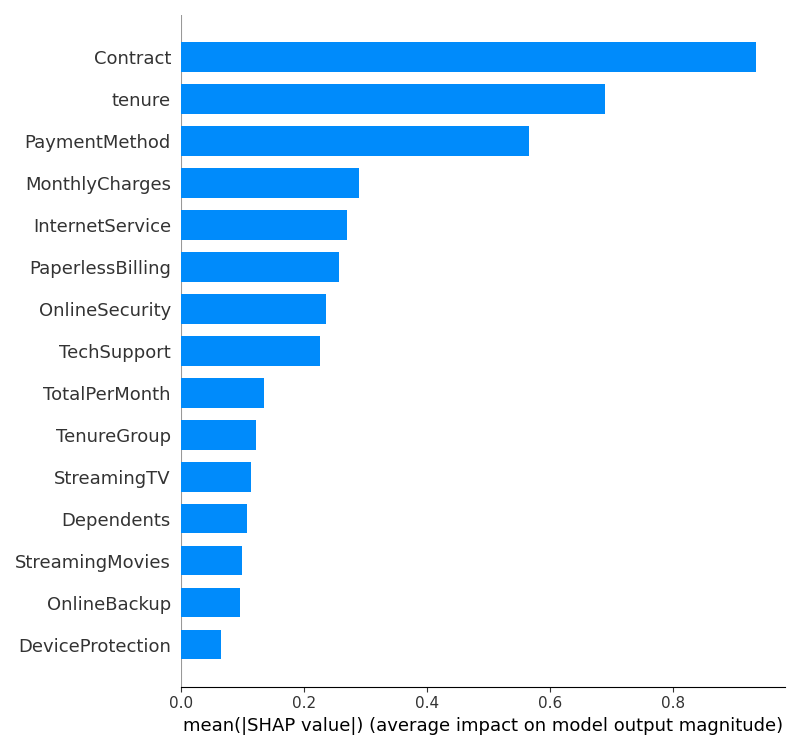 Contract
tenure
PaymentMethod
MonthlyCharges
InternetService
PaperlessBilling
OnlineSecurity
TechSupport
TotalPerMonth
TenureGroup
StreamingTV
Dependents
StreamingMovies
OnlineBackup
DeviceProtection
0.0 0.2 0.4 0.6 0.8
mean(|SHAP value|) (average impact on model output magnitude)